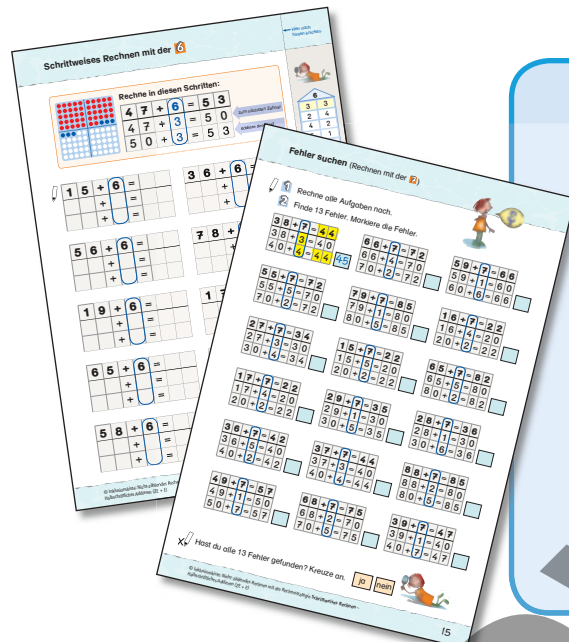 Schrittweises Rechnen mit der 6
Rechne in diesen Schritten:
4 7 + 6 = 5 3
4 7 + 3 = 5 0
5 0 + 3 = 5 3
6
3 3
2 4
4 2
1 5 + 6 =
+ =
+ =
3 6 + 6 =
+
+
5 6 + 6 =
+ =
+ =
7 8 +
1 9 + 6 =
+ =
+ =
6 5 + 6 =
+ =
+ =
5 8 + 6 =
+ =
+ =
Fehler suchen (Rechnen mit der 7)
1 Rechne alle Aufgaben nach.
2 Finde 13 Fehler. Markiere die Fehler.
3 8 + 7 = 4 4
3 8 + 3 = 4 0
4 0 + 4 = 4 4
45
6 6 + 7 = 7 2
6 6 + 4 = 7 0
7 0 + 2 = 7 2
5 9 + 7 = 6 6
5 9 + 1 = 6 0
6 0 + 6 = 6 6
5 5 + 7 = 7 2
5 5 + 5 = 7 0
7 0 + 2 = 7 2
7 9 + 7 = 8 5
7 9 + 1 = 8 0
8 0 + 5 = 8 5
1 6 + 7 = 2 2
1 6 + 4 = 2 0
2 0 + 2 = 2 2
2 7 + 7 = 3 4
2 7 + 3 = 3 0
3 0 + 4 = 3 4
1 5 + 7 = 2 2
1 5 + 5 = 2 0
2 0 + 2 = 2 2
6 5 + 7 = 8 2
6 5 + 5 = 8 0
8 0 + 2 = 8 2
1 7 + 7 = 2 2
1 7 + 4 = 2 0
2 0 + 2 = 2 2
2 9 + 7 = 3 5
2 9 + 1 = 3 0
3 0 + 5 = 3 5
2 8 + 7 = 3 6
2 8 + 1 = 3 0
3 0 + 6 = 3 6
3 6 + 7 = 4 2
3 6 + 5 = 4 0
4 0 + 2 = 4 2
3 7 + 7 = 4 4
3 7 + 3 = 4 0
4 0 + 4 = 4 4
8 8 + 7 = 8 5
8 8 + 2 = 8 0
8 0 + 5 = 8 5
4 9 + 7 = 5 7
4 9 + 1 = 5 0
5 0 + 7 = 5 7
6 8 + 7 = 7 5
6 8 + 2 = 7 0
7 0 + 5 = 7 5
3 9 + 7 = 4 7
3 9 + 1 = 4 0
4 0 + 7 = 4 7
Hast du alle 13 Fehler gefunden? Kreuze an.
ja
nein
15